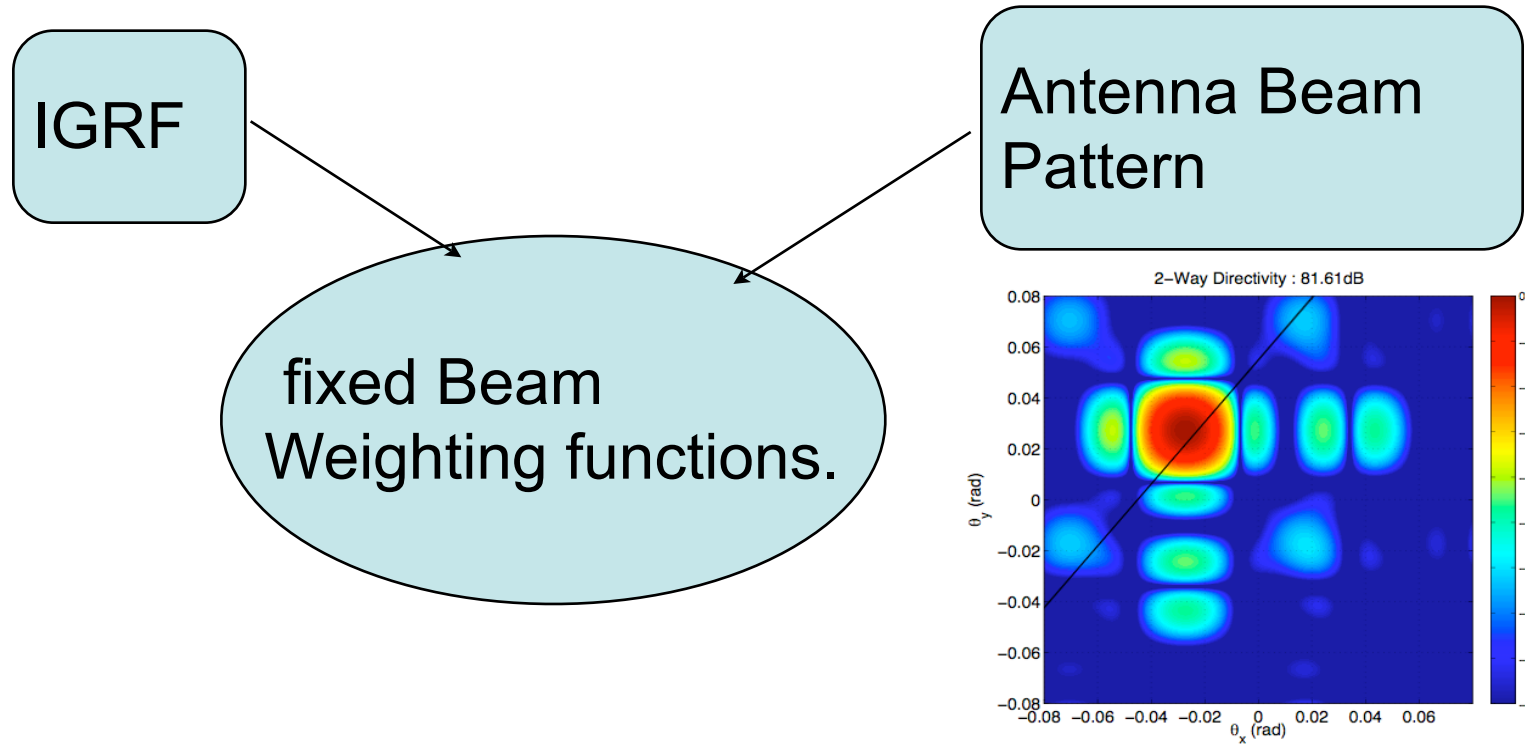 IGRF
Antenna Beam
Pattern
fixed Beam
Weighting functions.
2−Way Directivity : 81.61dB
0.08
0.06
0.04
0.02
0
−0.02
−0.04
−0.06
−0.08
θy (rad)
−0.08 −0.06 −0.04 −0.02 0 0.02 0.04 0.06
θx (rad)
0